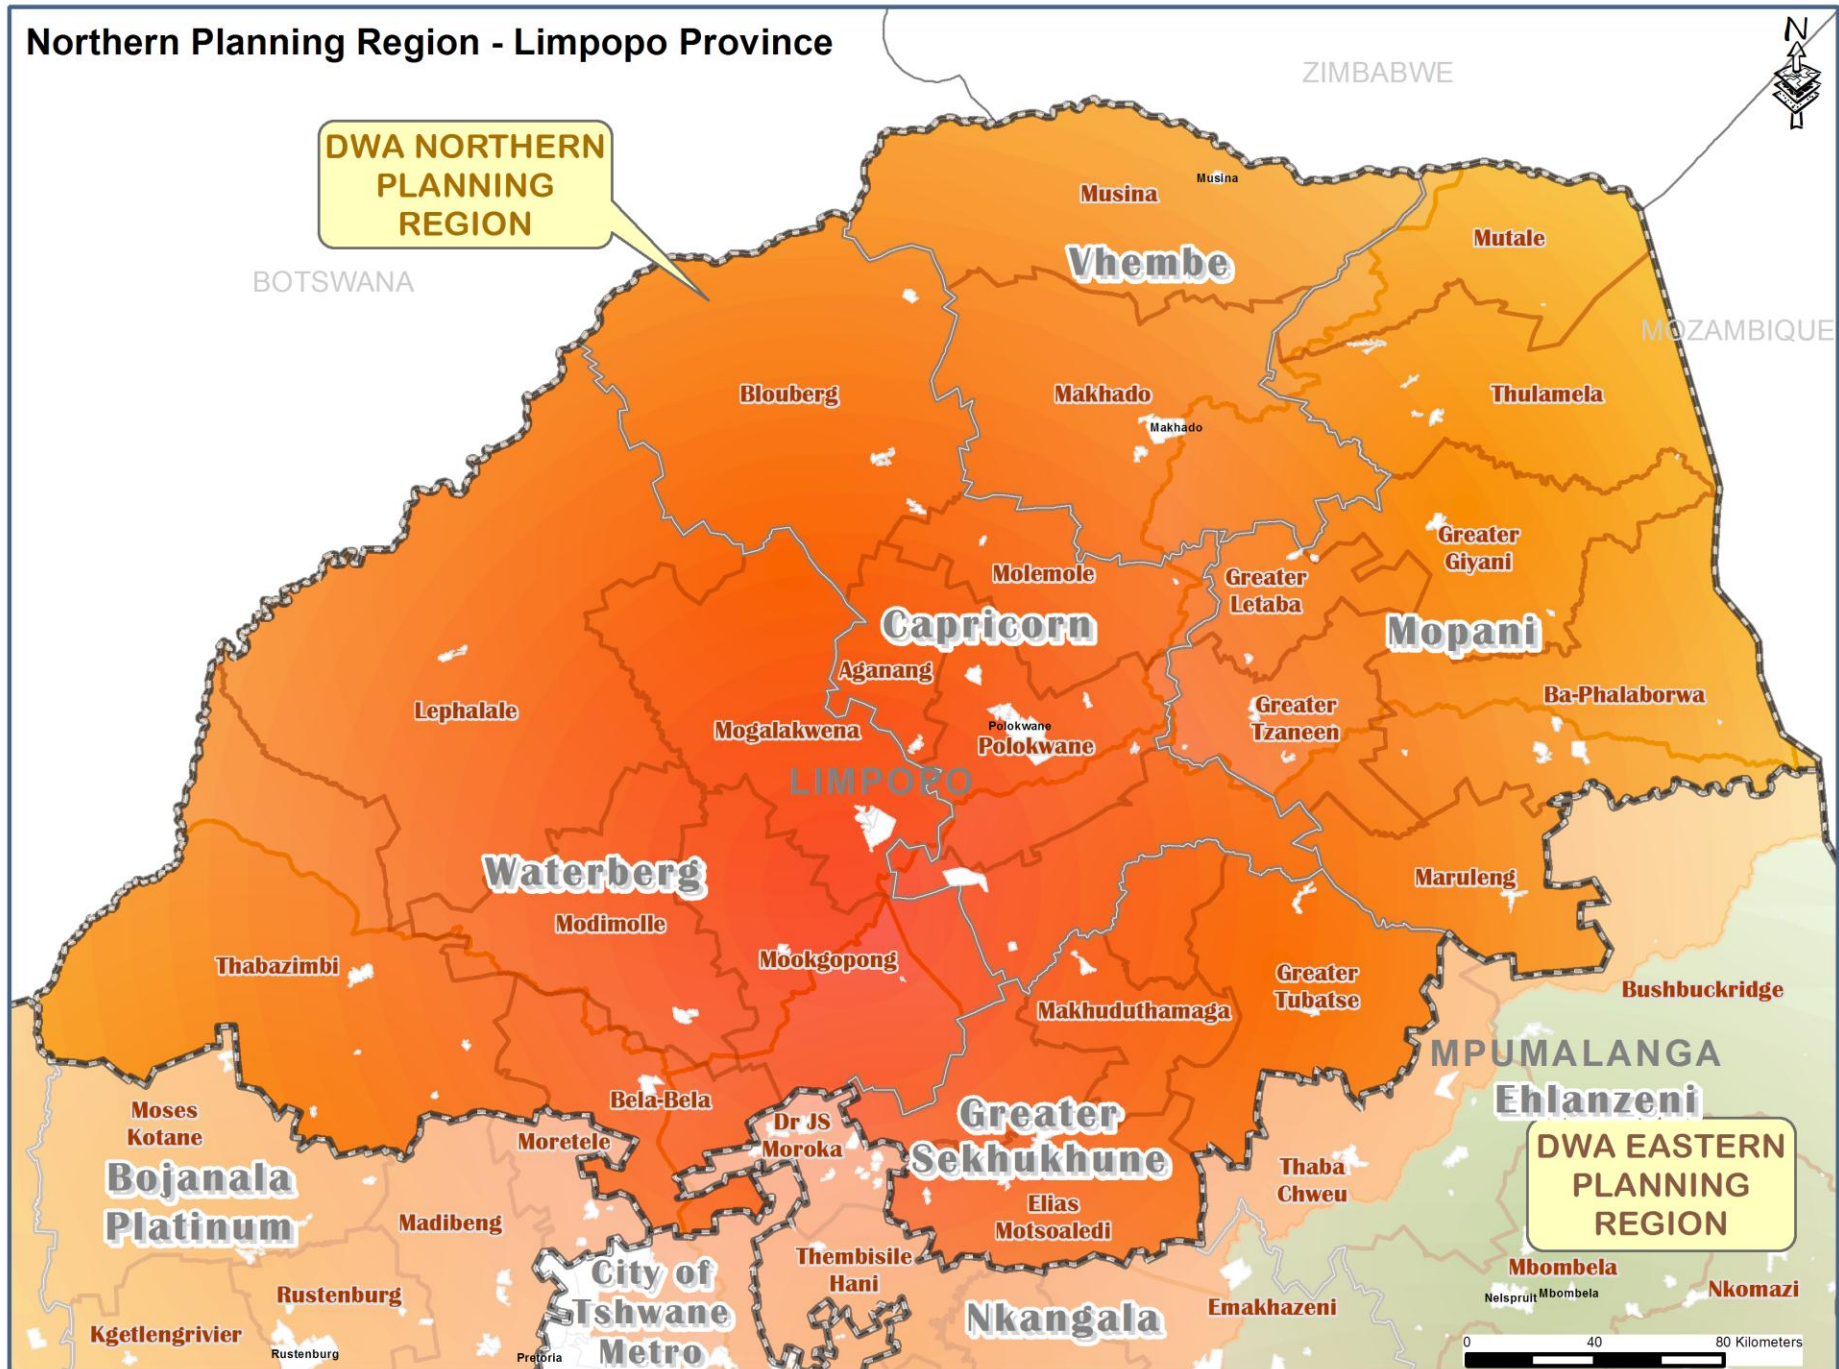 Northern Planning Region - Limpopo Province
N
ZIMBABWE
DWA NORTHERN
PLANNING
REGION
BOTSWANA
MOZAMBIQUE
Musina
Musina
Vhembe
Mutale
Blouberg
Makhado
Makhado
Thulamela
Molemole
Greater
Letaba
Greater
Giyani
Capricorn
Mopani
Aganang
Lephalale
Mogalakwena
Polokwane
Polokwane
Greater
Tzaneen
Ba-Phalaborwa
LIMPOPO
Waterberg
Modimolle
Maruleng
Thabazimbi
Mookgopong
Makhuduthamaga
Greater
Tubatse
Bushbuckridge
MPUMALANGA
Ehlanzeni
Moses
Kotane
Bela-Bela
Moretele
Dr JS
Moroka
Greater
Sekhukhune
Elias
Motsoaledi
Thaba
Chweu
DWA EASTERN
PLANNING
REGION
Bojanala
Platinum
Madibeng
Thembisile
Hani
City of
Tshwane
Metro
Rustenburg
Kgetlengrivier
Rustenburg
Pretoria
Nkangala
Emakhazeni
Mbombela
Nelspruit
Mbombela
Nkomazi
0 40 80 Kilometers